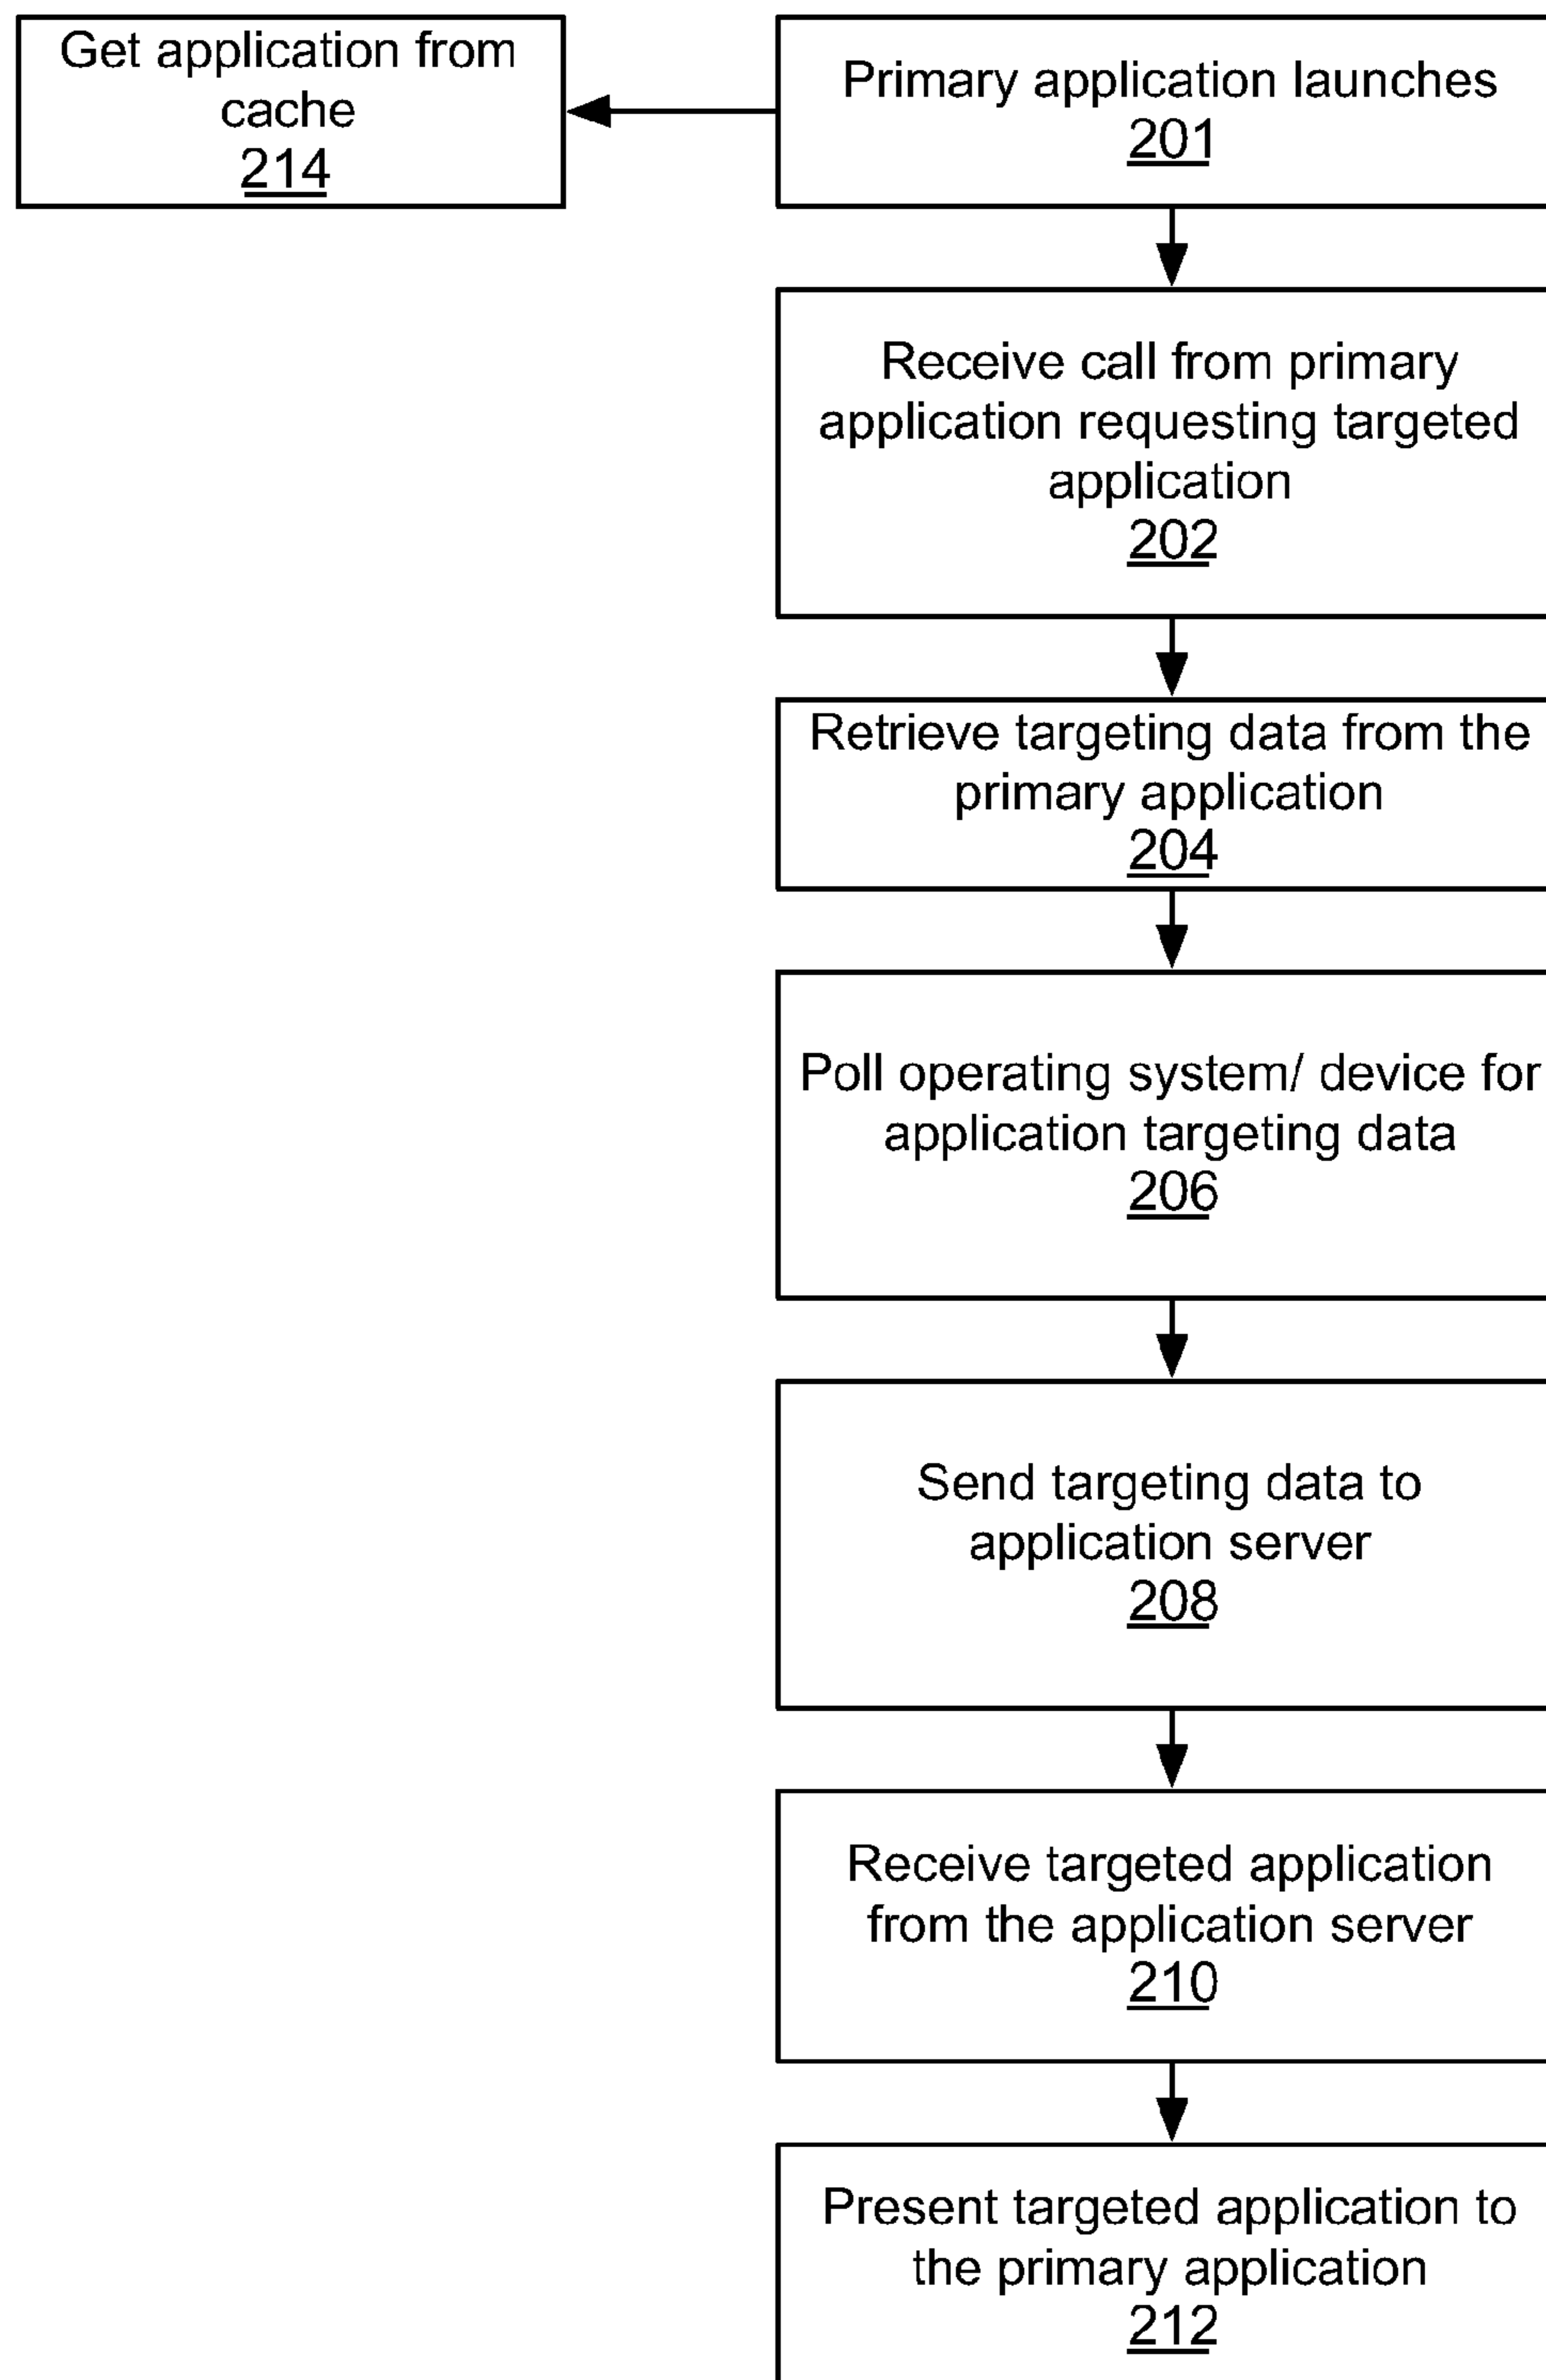 Get application from
cache
214
Primary application launches
201
Receive call from primary
application requesting targeted
application
202
Retrieve targeting data from the
primary application
204
Poll operating system/ device for
application targeting data
206
Send targeting data to
application server
208
Receive targeted application
from the application server
210
Present targeted application to
the primary application
212